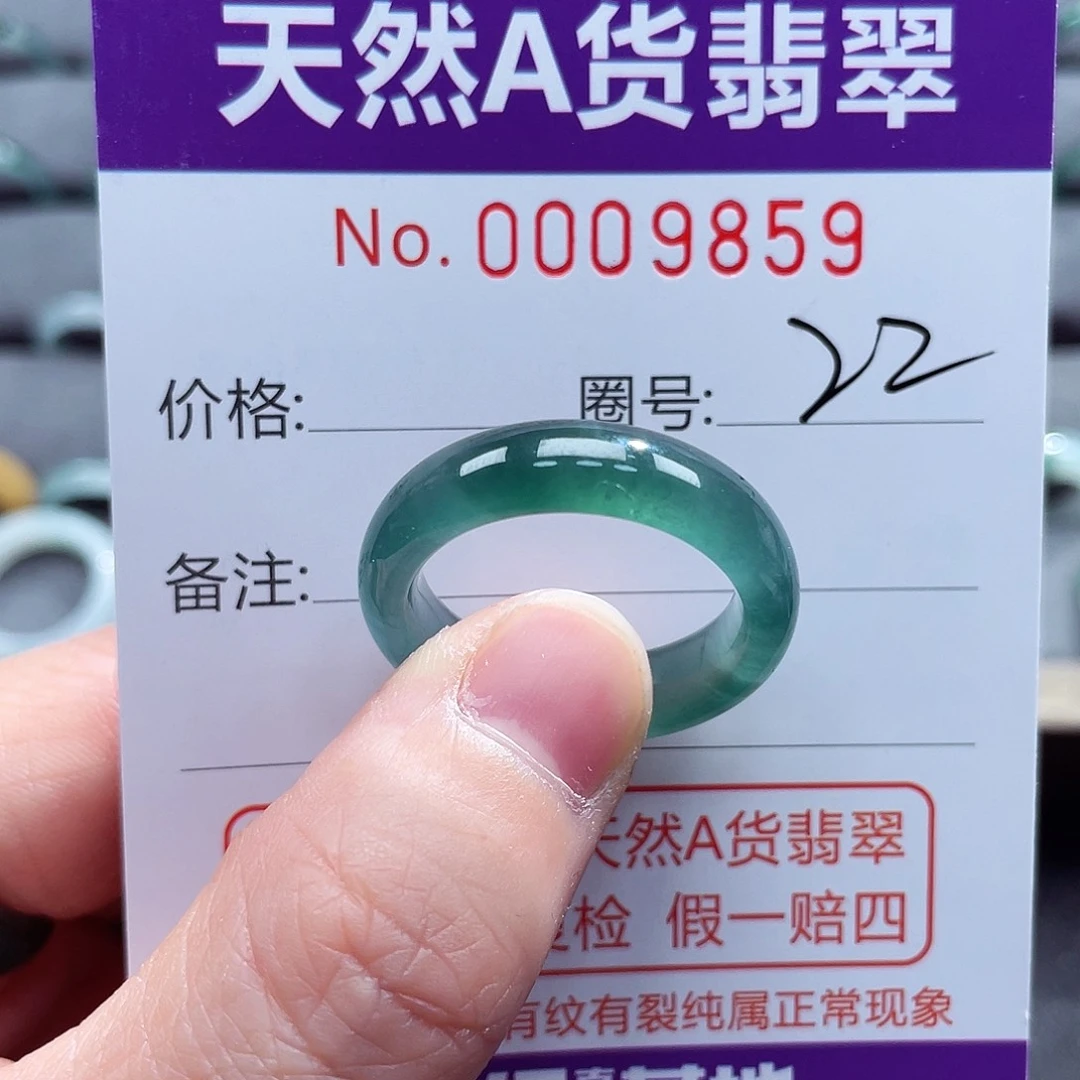 天然A货翡翠
No. 0009859
价格:
圈号: 22
备注:
天然A货翡翠
检 假一赔四
有纹有裂纯属正常现象